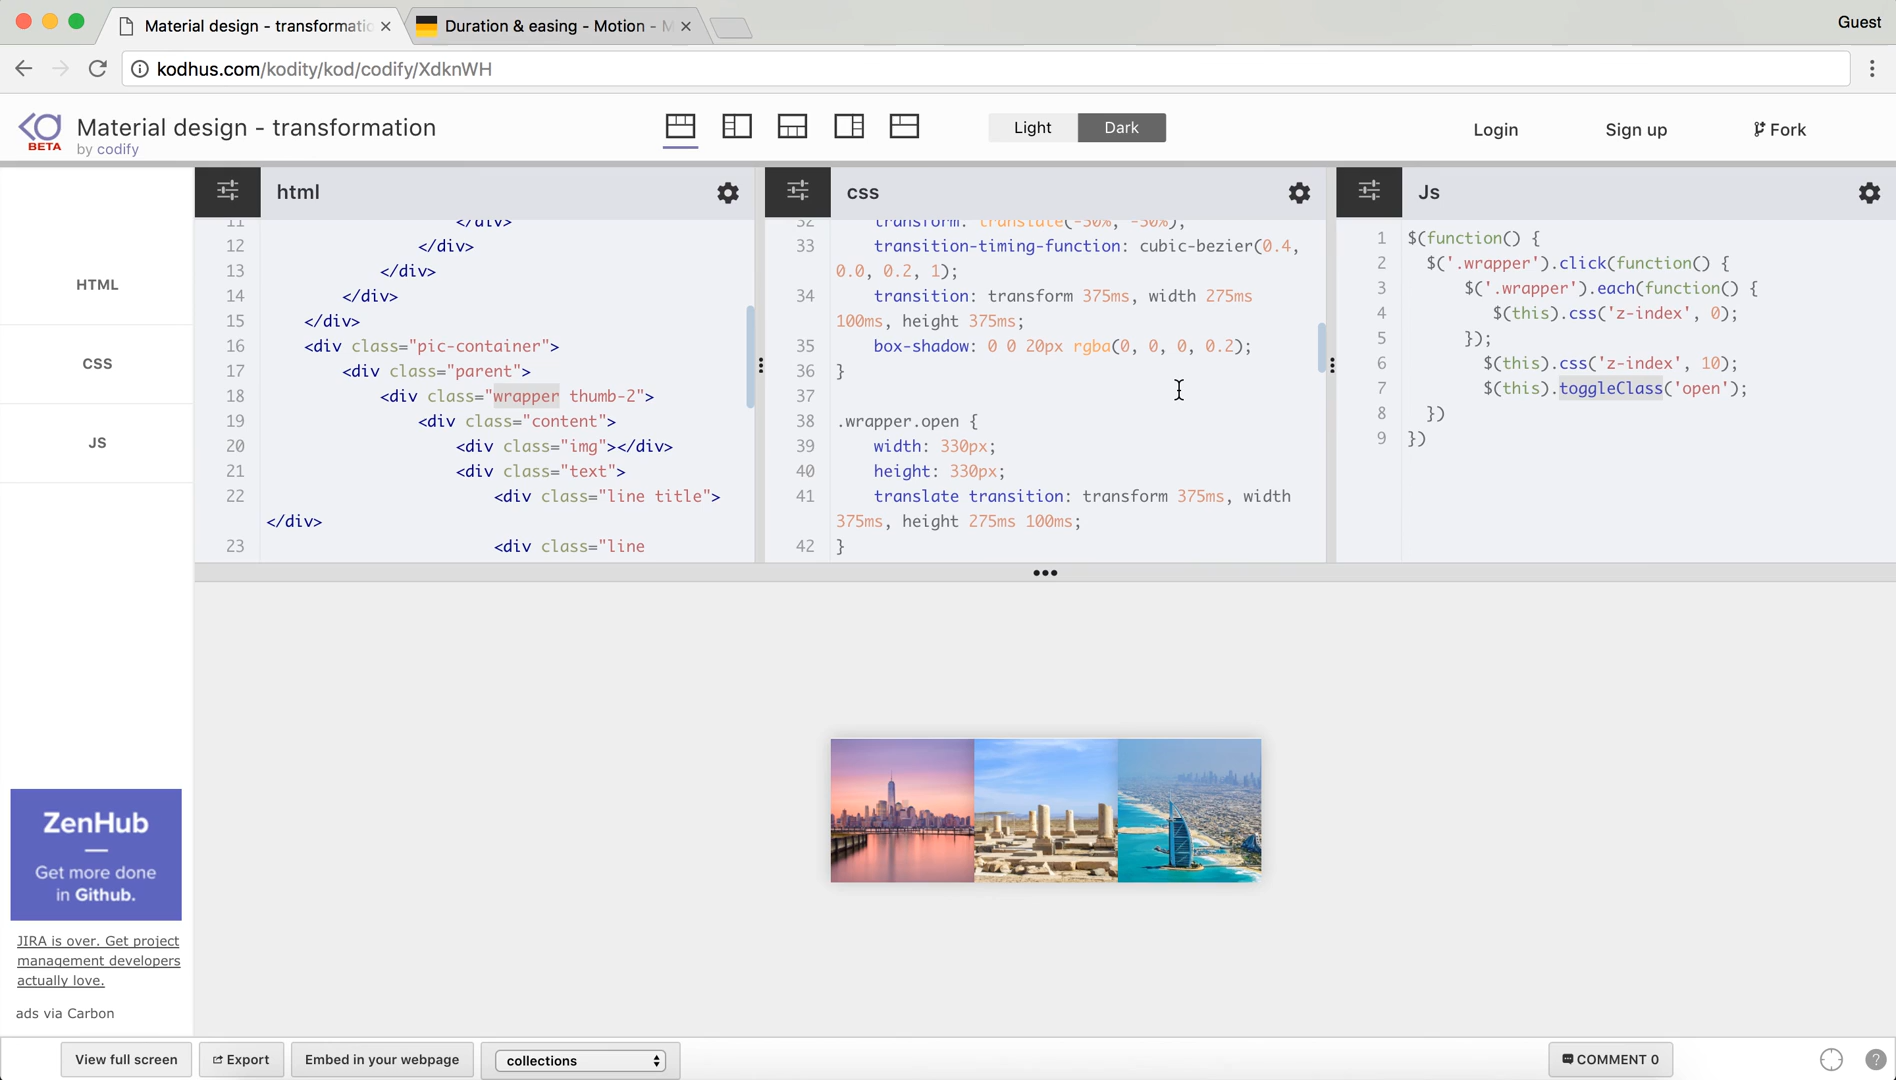 Material design - transformatio
Duration & easing - Motion - M
Guest
kodhus.com/kodity/kod/codify/XdknWH
BETA
Material design - transformation
by codify
Light
Dark
Login
Sign up
Fork
HTML
CSS
JS
html
11 </div>
12 </div>
13 </div>
14 </div>
15 </div>
16 <div class="pic-container">
17 <div class="parent">
18 <div class="wrapper thumb-2">
19 <div class="content">
20 <div class="img"></div>
21 <div class="text">
22 <div class="line title">
</div>
23 <div class="line
css
32 transform: translate(-50%, -50%);
33 transition-timing-function: cubic-bezier(0.4,
0.0, 0.2, 1);
34 transition: transform 375ms, width 275ms
100ms, height 375ms;
35 box-shadow: 0 0 20px rgba(0, 0, 0, 0.2);
36 }
37
38 .wrapper.open {
39 width: 330px;
40 height: 330px;
41 translate transition: transform 375ms, width
375ms, height 275ms 100ms;
42 }
Js
1 $(function() {
2 $('.wrapper').click(function() {
3 $('.wrapper').each(function() {
4 $(this).css('z-index', 0);
5 });
6 $(this).css('z-index', 10);
7 $(this).toggleClass('open');
8 })
9 })
ZenHub
Get more done
in Github.
JIRA is over. Get project
management developers
actually love.
ads via Carbon
View full screen
Export
Embed in your webpage
collections
COMMENT 0
?